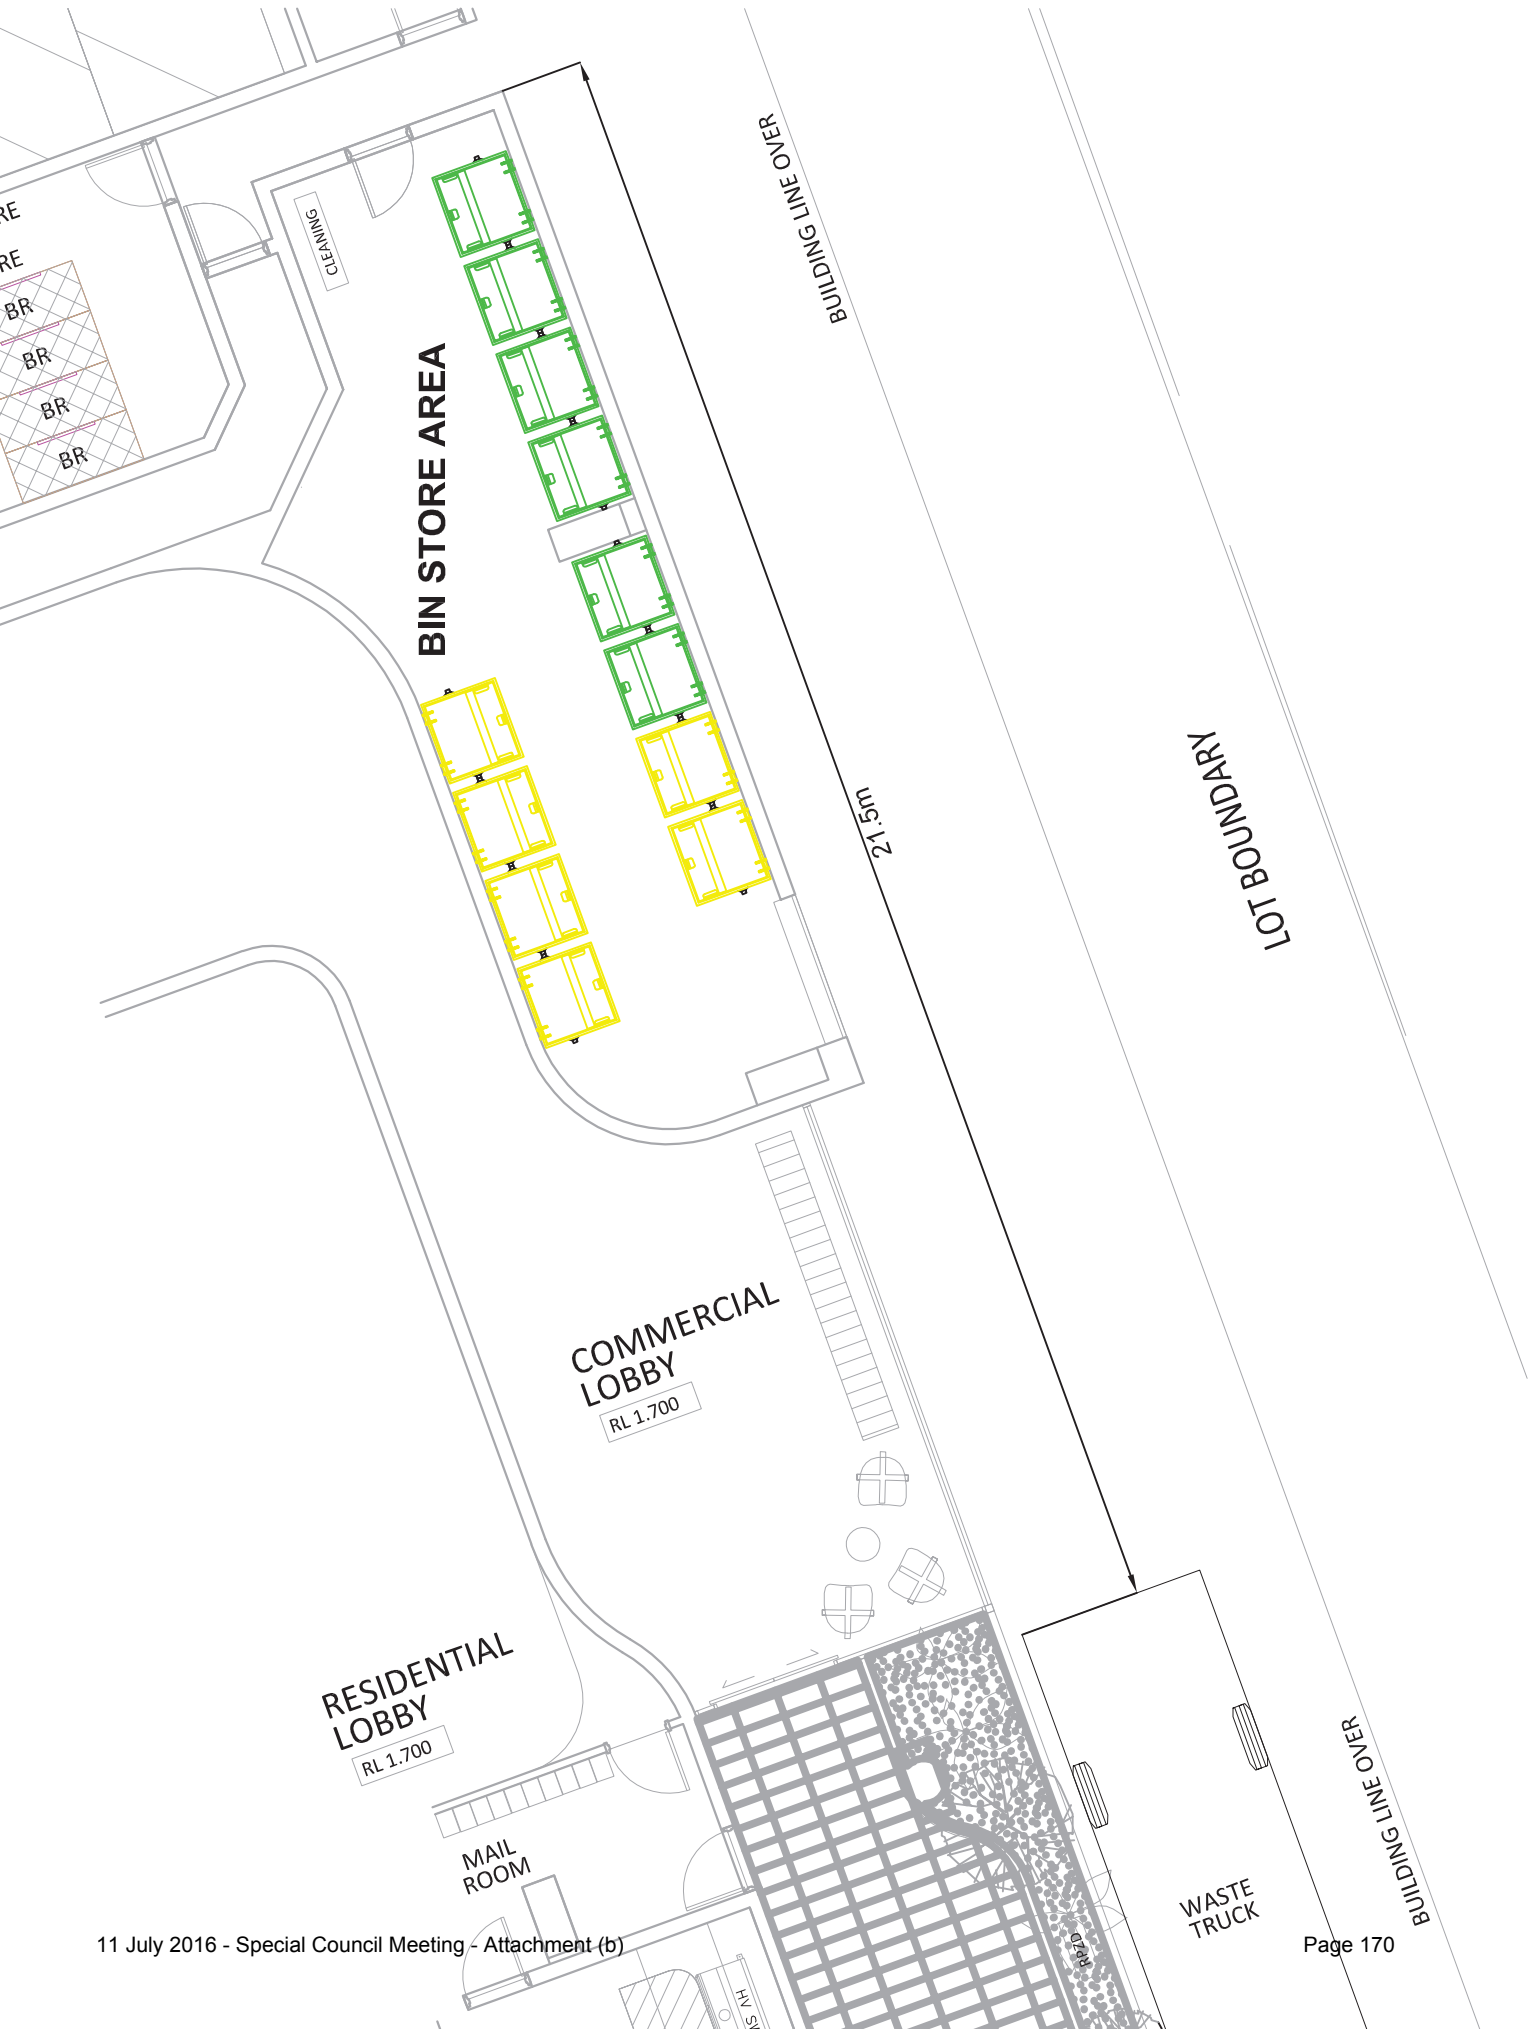 BUILDING LINE OVER
RE
CLEANING
RE
BR
BR
BR
BR
BIN STORE AREA
21.5m
LOT BOUNDARY
COMMERCIAL
LOBBY
RL 1.700
RESIDENTIAL
LOBBY
RL 1.700
BUILDING LINE OVER
MAIL
ROOM
WASTE
TRUCK
RPZD
HV SW
11 July 2016 - Special Council Meeting - Attachment (b)
Page 170